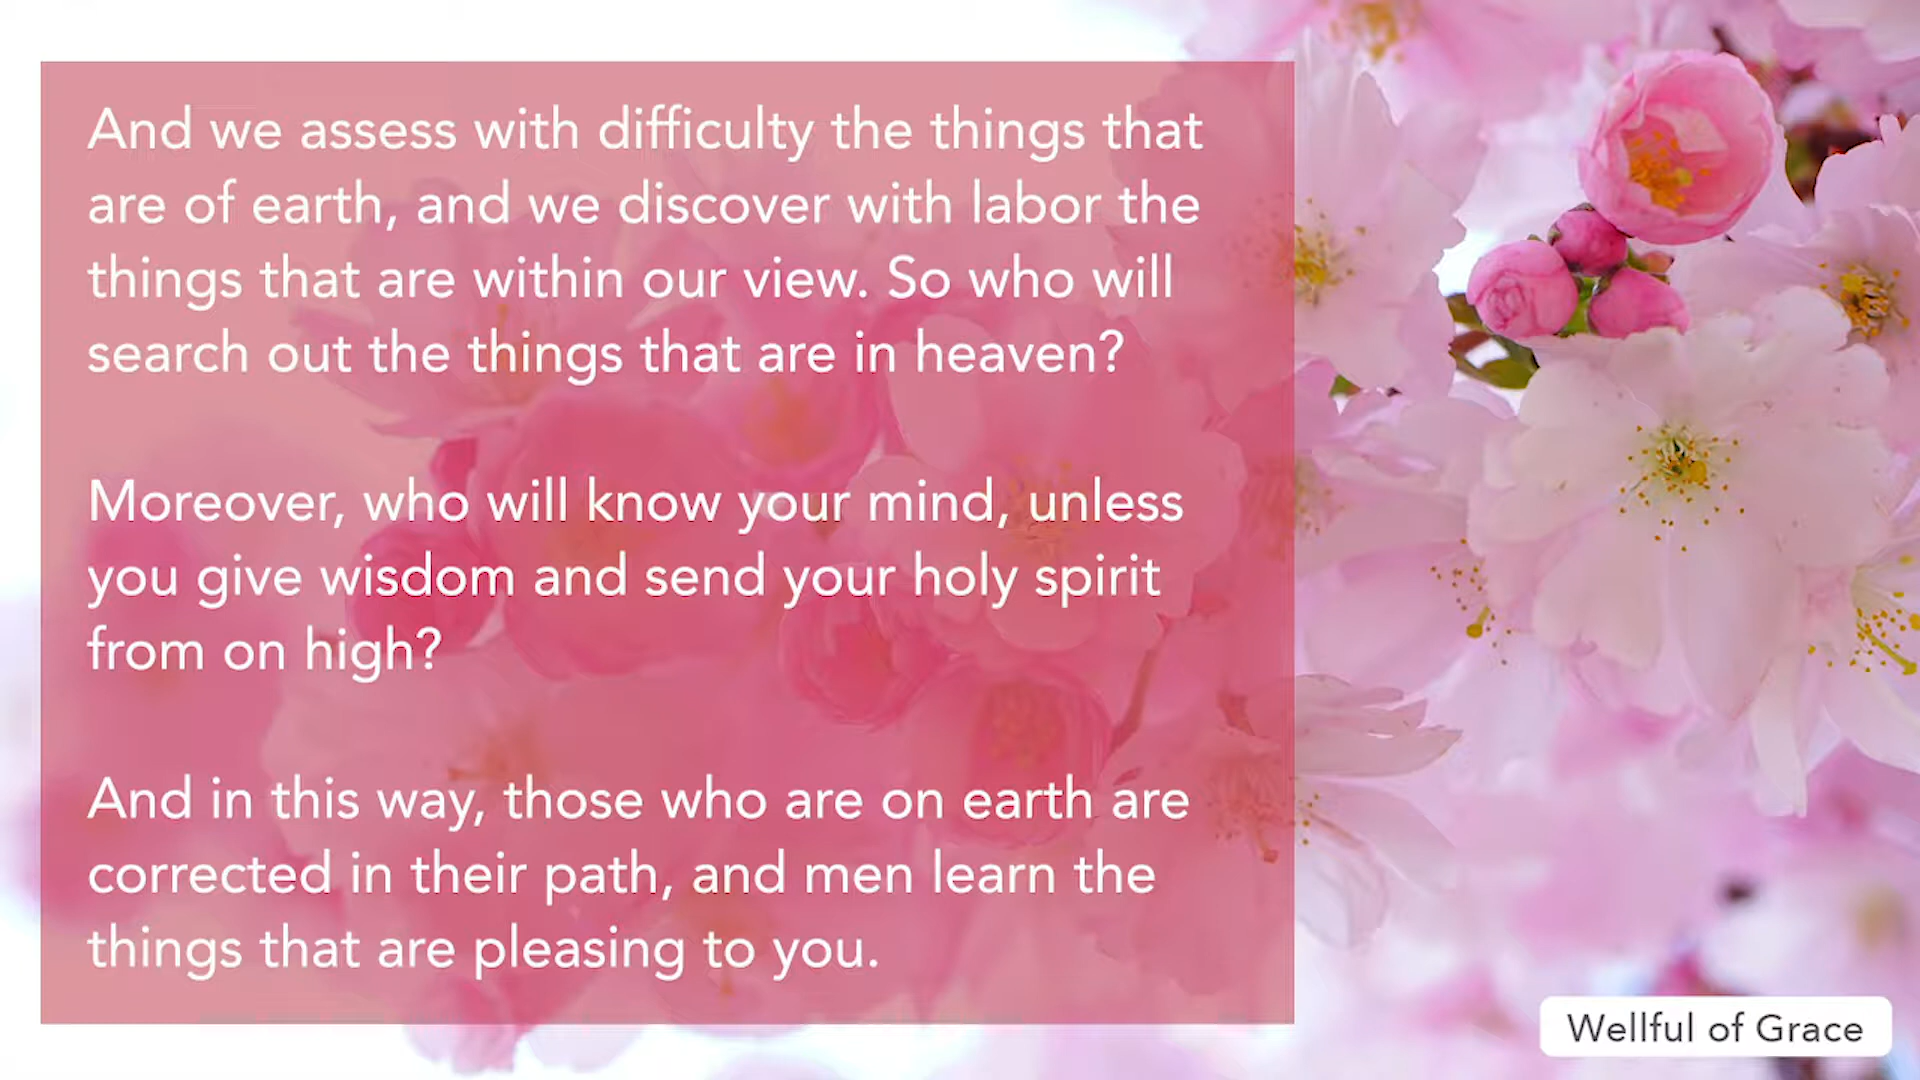 And we assess with difficulty the things that
are of earth, and we discover with labor the
things that are within our view. So who will
search out the things that are in heaven?
Moreover, who will know your mind, unless
you give wisdom and send your holy spirit
from on high?
And in this way, those who are on earth are
corrected in their path, and men learn the
things that are pleasing to you.
Wellful of Grace